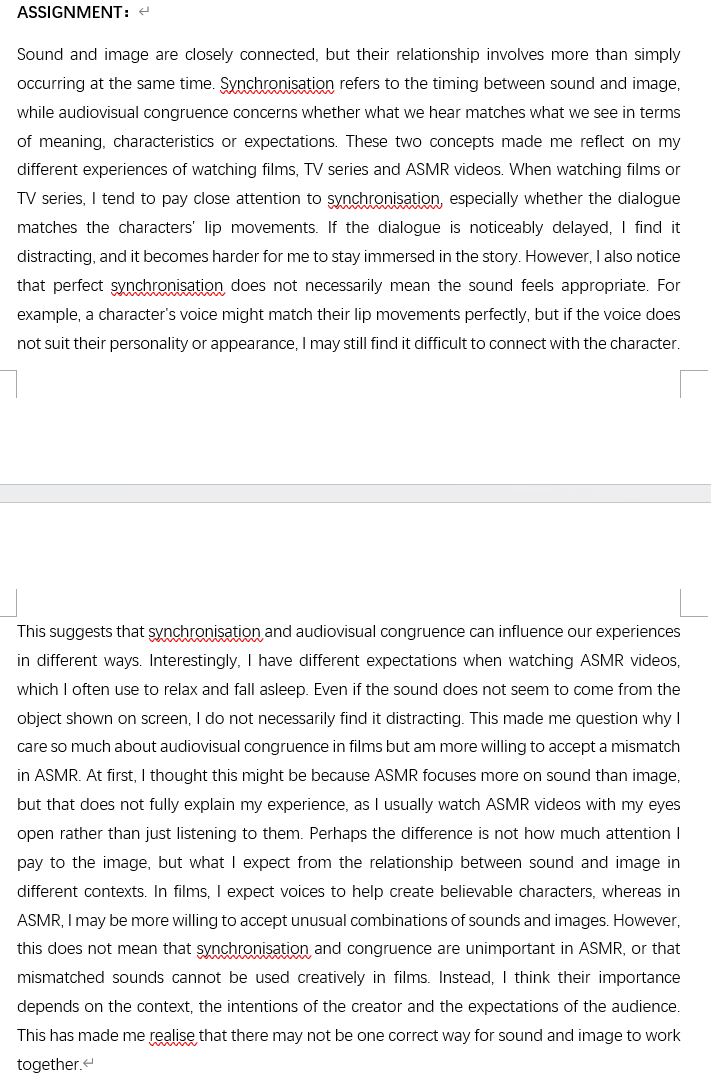 ASSIGNMENT:
Sound and image are closely connected, but their relationship involves more than simply
occurring at the same time. Synchronisation refers to the timing between sound and image,
while audiovisual congruence concerns whether what we hear matches what we see in terms
of meaning, characteristics or expectations. These two concepts made me reflect on my
different experiences of watching films, TV series and ASMR videos. When watching films or
TV series, I tend to pay close attention to synchronisation, especially whether the dialogue
matches the characters' lip movements. If the dialogue is noticeably delayed, I find it
distracting, and it becomes harder for me to stay immersed in the story. However, I also notice
that perfect synchronisation does not necessarily mean the sound feels appropriate. For
example, a character's voice might match their lip movements perfectly, but if the voice does
not suit their personality or appearance, I may still find it difficult to connect with the character.
This suggests that synchronisation and audiovisual congruence can influence our experiences
in different ways. Interestingly, I have different expectations when watching ASMR videos,
which I often use to relax and fall asleep. Even if the sound does not seem to come from the
object shown on screen, I do not necessarily find it distracting. This made me question why I
care so much about audiovisual congruence in films but am more willing to accept a mismatch
in ASMR. At first, I thought this might be because ASMR focuses more on sound than image,
but that does not fully explain my experience, as I usually watch ASMR videos with my eyes
open rather than just listening to them. Perhaps the difference is not how much attention I
pay to the image, but what I expect from the relationship between sound and image in
different contexts. In films, I expect voices to help create believable characters, whereas in
ASMR, I may be more willing to accept unusual combinations of sounds and images. However,
this does not mean that synchronisation and congruence are unimportant in ASMR, or that
mismatched sounds cannot be used creatively in films. Instead, I think their importance
depends on the context, the intentions of the creator and the expectations of the audience.
This has made me realise that there may not be one correct way for sound and image to work
together.